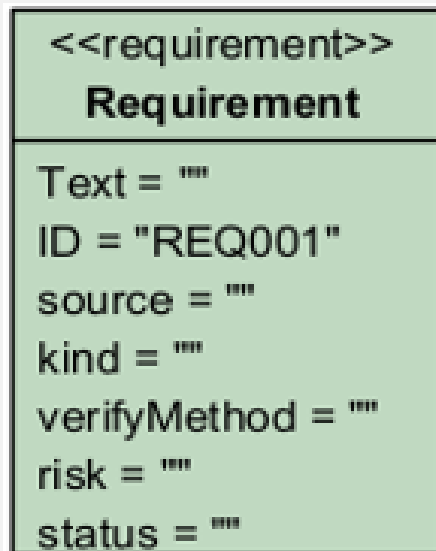 <<requirement>>
Requirement
Text = ""
ID = "REQ001"
source = ""
kind = ""
verifyMethod = ""
risk = ""
status = ""